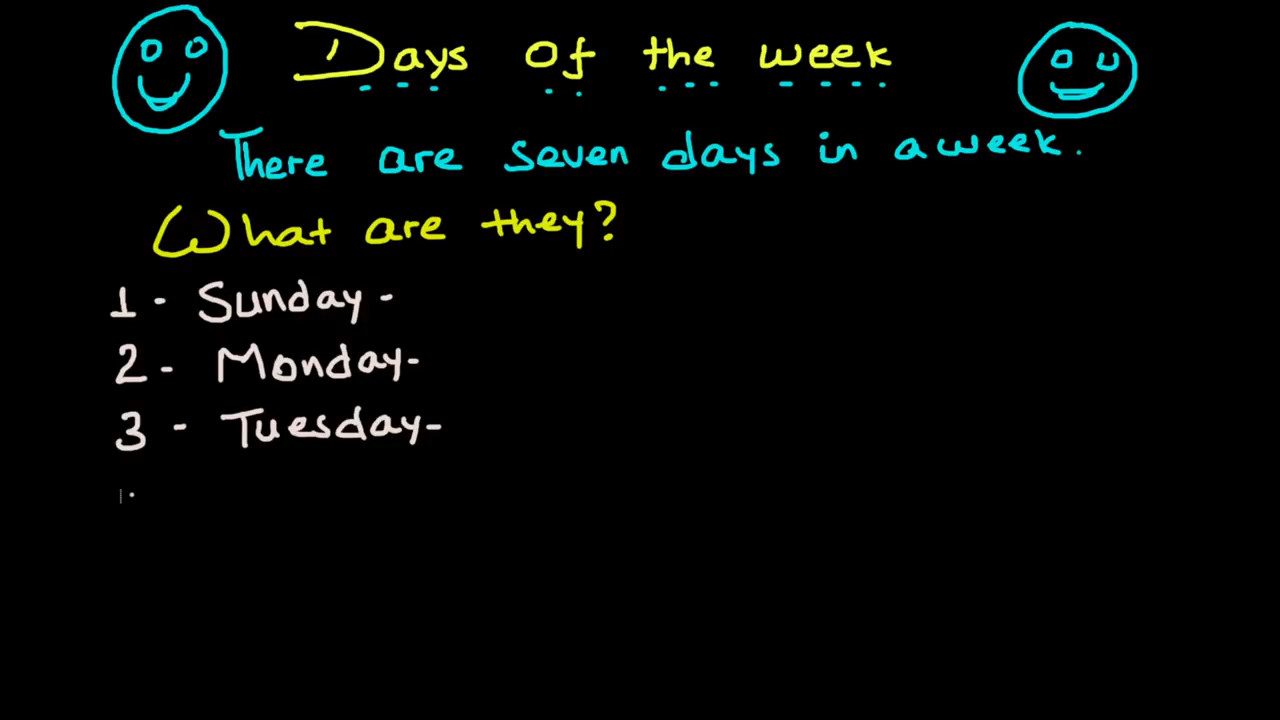 Days Of the week
There are seven days in a week.
What are they?
1 - Sunday -
2 - Monday-
3 - Tuesday-